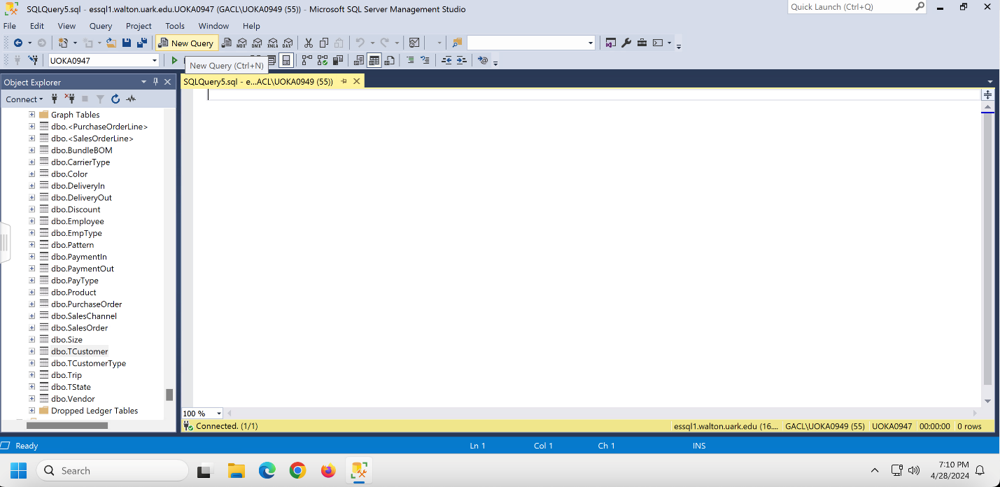 SQLQuery5.sql - essql1.walton.uark.edu.UOKA0947 (GACL\UOKA0949 (55)) - Microsoft SQL Server Management Studio
Quick Launch (Ctrl+Q)
File Edit View Query Project Tools Window Help
New Query
MDX DMX XMLA DAX
UOKA0947
New Query (Ctrl+N)
Object Explorer
SQLQuery5.sql - e...ACL\UOKA0949 (55))
Connect
Graph Tables
dbo.<PurchaseOrderLine>
dbo.<SalesOrderLine>
dbo.BundleBOM
dbo.CarrierType
dbo.Color
dbo.DeliveryIn
dbo.DeliveryOut
dbo.Discount
dbo.Employee
dbo.EmpType
dbo.Pattern
dbo.PaymentIn
dbo.PaymentOut
dbo.PayType
dbo.Product
dbo.PurchaseOrder
dbo.SalesChannel
dbo.SalesOrder
dbo.Size
dbo.TCustomer
dbo.TCustomerType
dbo.Trip
dbo.TState
dbo.Vendor
Dropped Ledger Tables
100 %
Connected. (1/1)
essql1.walton.uark.edu (16.... GACL\UOKA0949 (55) UOKA0947 00:00:00 0 rows
Ready
Ln 1 Col 1 Ch 1 INS
Search
7:10 PM
4/28/2024